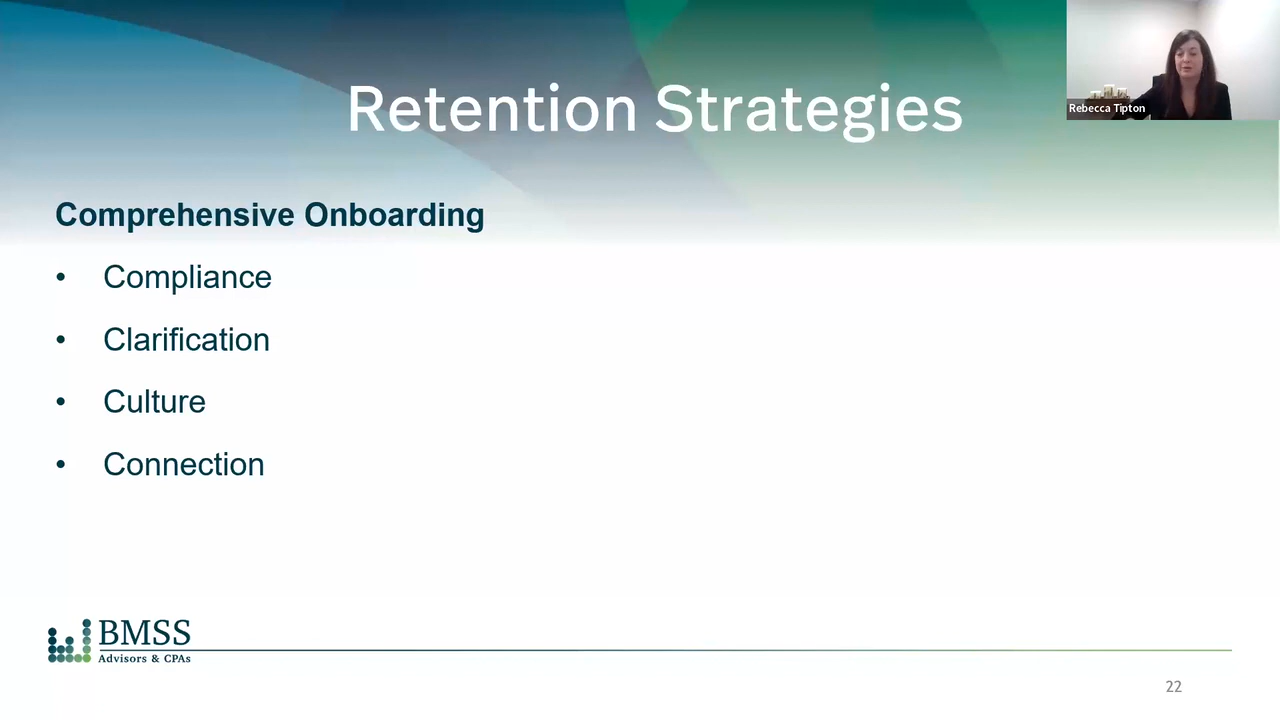 Retention Strategies
Rebecca Tipton
Comprehensive Onboarding
• Compliance
• Clarification
• Culture
• Connection
BMSS
Advisors & CPAs
22